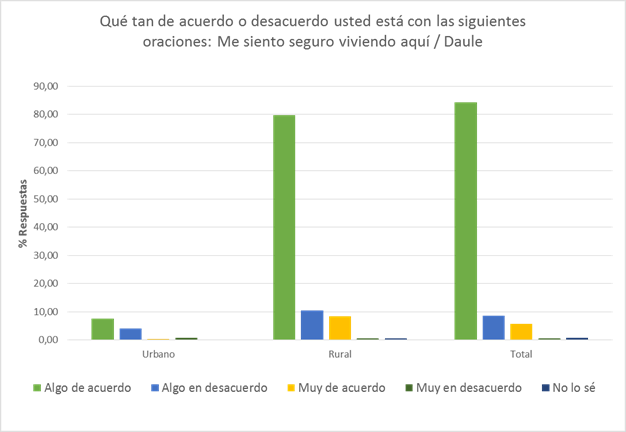 Qué tan de acuerdo o desacuerdo usted está con las siguientes
oraciones: Me siento seguro viviendo aquí / Daule
90,00
80,00
70,00
60,00
50,00
40,00
30,00
20,00
10,00
0,00
% Respuestas
Urbano Rural Total
Algo de acuerdo Algo en desacuerdo Muy de acuerdo Muy en desacuerdo No lo sé